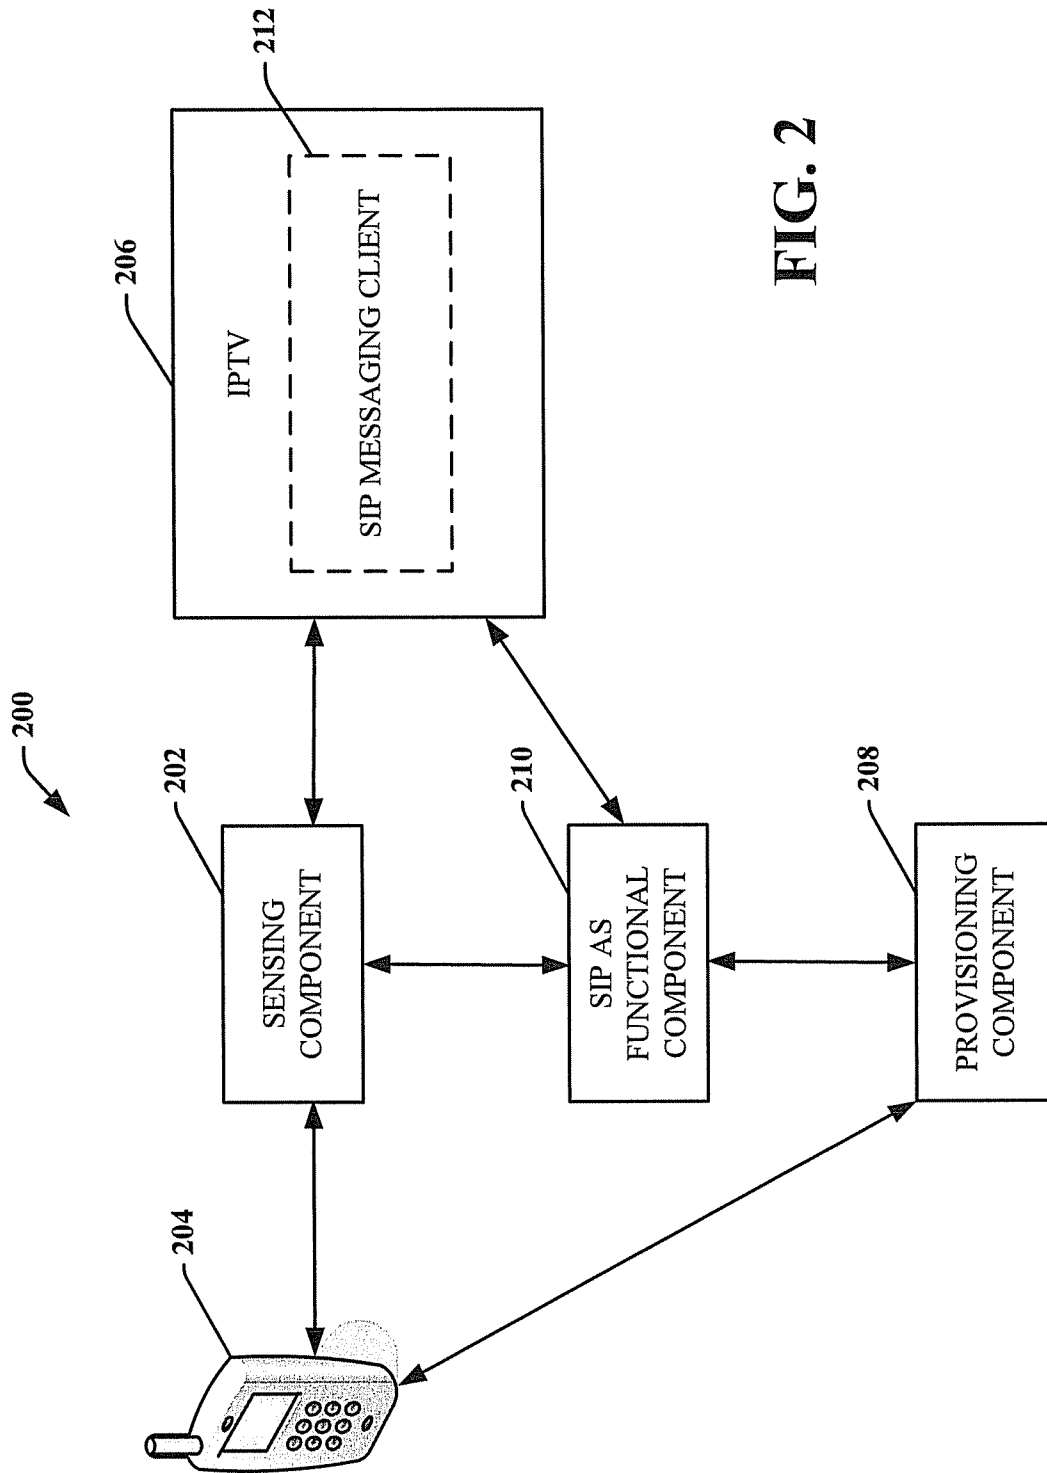 200
204
202
SENSING
COMPONENT
206
IPTV
212
SIP MESSAGING CLIENT
210
SIP AS
FUNCTIONAL
COMPONENT
208
PROVISIONING
COMPONENT
FIG. 2